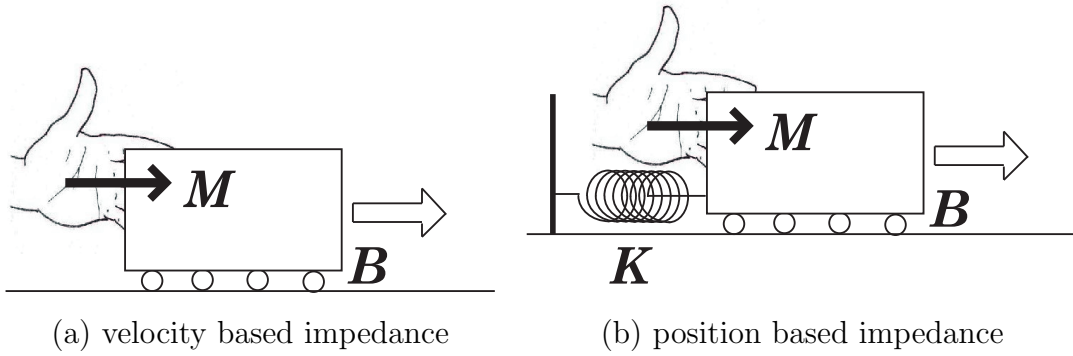 M
B
(a) velocity based impedance
M
B
K
(b) position based impedance